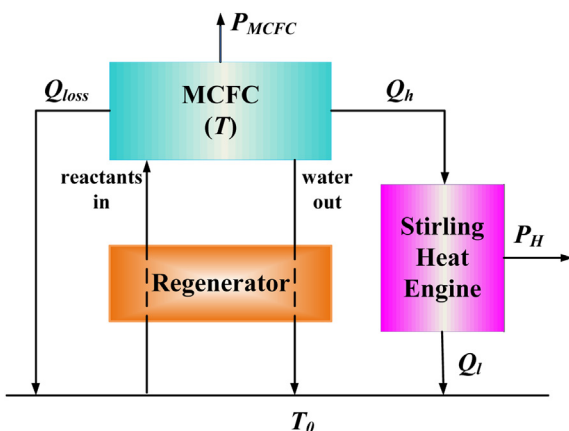 P_MCFC
Q_loss
MCFC
(T)
Q_h
reactants
in
water
out
Stirling
Heat
Engine
P_H
Regenerator
Q_l
T_0